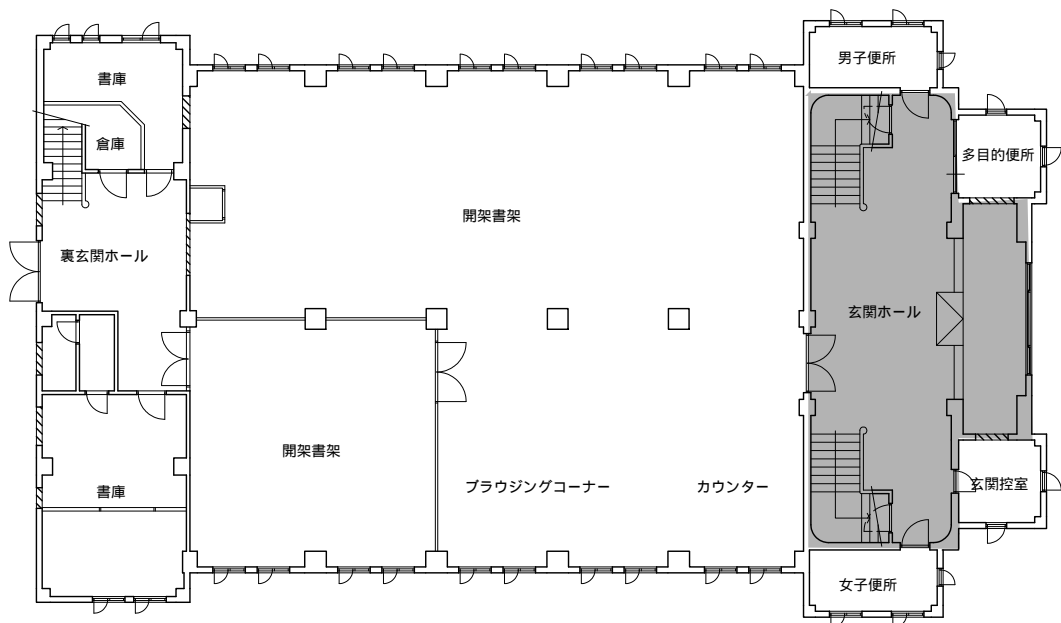 書庫
倉庫
裏玄関ホール
書庫
開架書架
開架書架
ブラウジングコーナー
カウンター
男子便所
多目的便所
玄関ホール
玄関控室
女子便所